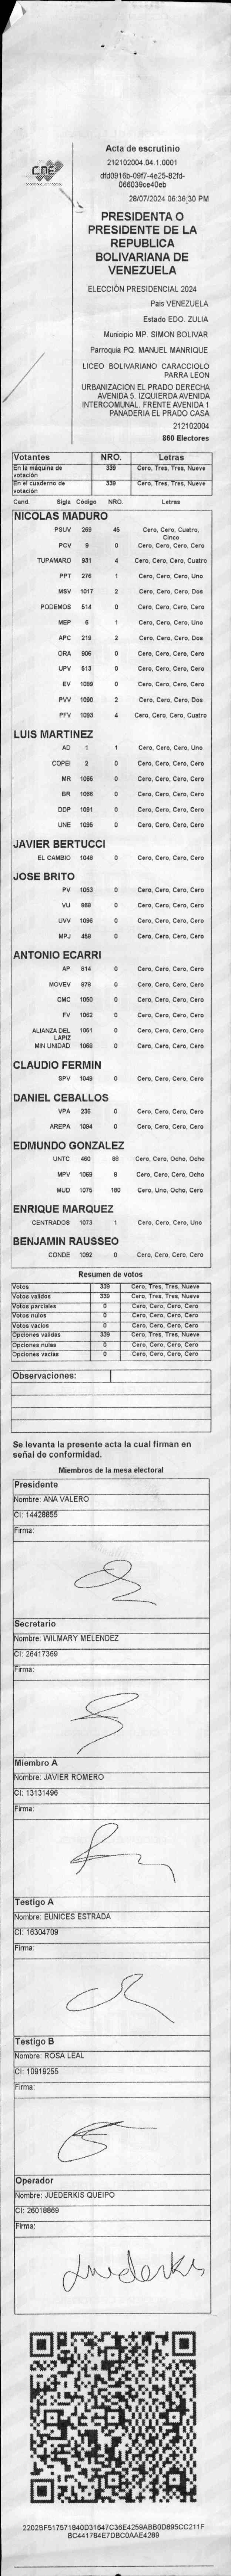 CNE
Acta de escrutinio
212102004.04.1.0001
dfd0916b-09f7-4e25-82fd-
066039ce40eb
28/07/2024 06:36:30 PM
PRESIDENTA O
PRESIDENTE DE LA
REPUBLICA
BOLIVARIANA DE
VENEZUELA
ELECCIÓN PRESIDENCIAL 2024
País VENEZUELA
Estado EDO. ZULIA
Municipio MP. SIMON BOLIVAR
Parroquia PQ. MANUEL MANRIQUE
LICEO BOLIVARIANO CARACCIOLO
PARRA LEON
URBANIZACIÓN EL PRADO DERECHA
AVENIDA 5. IZQUIERDA AVENIDA
INTERCOMUNAL. FRENTE AVENIDA 1
PANADERIA EL PRADO CASA
212102004
860 Electores
Votantes NRO. Letras
En la máquina de votación 339 Cero, Tres, Tres, Nueve
En el cuaderno de votación 339 Cero, Tres, Tres, Nueve
Cand. Sigla Código NRO. Letras
NICOLAS MADURO
PSUV 269 45 Cero, Cero, Cuatro, Cinco
PCV 9 0 Cero, Cero, Cero, Cero
TUPAMARO 931 4 Cero, Cero, Cero, Cuatro
PPT 276 1 Cero, Cero, Cero, Uno
MSV 1017 2 Cero, Cero, Cero, Dos
PODEMOS 514 0 Cero, Cero, Cero, Cero
MEP 6 1 Cero, Cero, Cero, Uno
APC 219 2 Cero, Cero, Cero, Dos
ORA 906 0 Cero, Cero, Cero, Cero
UPV 513 0 Cero, Cero, Cero, Cero
EV 1089 0 Cero, Cero, Cero, Cero
PVV 1090 2 Cero, Cero, Cero, Dos
PFV 1093 4 Cero, Cero, Cero, Cuatro
LUIS MARTINEZ
AD 1 1 Cero, Cero, Cero, Uno
COPEI 2 0 Cero, Cero, Cero, Cero
MR 1065 0 Cero, Cero, Cero, Cero
BR 1066 0 Cero, Cero, Cero, Cero
DDP 1091 0 Cero, Cero, Cero, Cero
UNE 1095 0 Cero, Cero, Cero, Cero
JAVIER BERTUCCI
EL CAMBIO 1048 0 Cero, Cero, Cero, Cero
JOSE BRITO
PV 1053 0 Cero, Cero, Cero, Cero
VU 868 0 Cero, Cero, Cero, Cero
UVV 1096 0 Cero, Cero, Cero, Cero
MPJ 459 0 Cero, Cero, Cero, Cero
ANTONIO ECARRI
AP 814 0 Cero, Cero, Cero, Cero
MOVEV 878 0 Cero, Cero, Cero, Cero
CMC 1050 0 Cero, Cero, Cero, Cero
FV 1062 0 Cero, Cero, Cero, Cero
ALIANZA DEL LAPIZ 1051 0 Cero, Cero, Cero, Cero
MIN UNIDAD 1068 0 Cero, Cero, Cero, Cero
CLAUDIO FERMIN
SPV 1049 0 Cero, Cero, Cero, Cero
DANIEL CEBALLOS
VPA 236 0 Cero, Cero, Cero, Cero
AREPA 1094 0 Cero, Cero, Cero, Cero
EDMUNDO GONZALEZ
UNTC 460 88 Cero, Cero, Ocho, Ocho
MPV 1069 8 Cero, Cero, Cero, Ocho
MUD 1075 180 Cero, Uno, Ocho, Cero
ENRIQUE MARQUEZ
CENTRADOS 1073 1 Cero, Cero, Cero, Uno
BENJAMIN RAUSSEO
CONDE 1092 0 Cero, Cero, Cero, Cero
Resumen de votos
Votos 339 Cero, Tres, Tres, Nueve
Votos validos 339 Cero, Tres, Tres, Nueve
Votos parciales 0 Cero, Cero, Cero, Cero
Votos nulos 0 Cero, Cero, Cero, Cero
Votos vacios 0 Cero, Cero, Cero, Cero
Opciones validas 339 Cero, Tres, Tres, Nueve
Opciones nulas 0 Cero, Cero, Cero, Cero
Opciones vacias 0 Cero, Cero, Cero, Cero
Observaciones:
Se levanta la presente acta la cual firman en
señal de conformidad.
Miembros de la mesa electoral
Presidente
Nombre: ANA VALERO
CI: 14428655
Firma:
Secretario
Nombre: WILMARY MELENDEZ
CI: 26417369
Firma:
Miembro A
Nombre: JAVIER ROMERO
CI: 13131496
Firma:
Testigo A
Nombre: EUNICES ESTRADA
CI: 16304709
Firma:
Testigo B
Nombre: ROSA LEAL
CI: 10919255
Firma:
Operador
Nombre: JUEDERKIS QUEIPO
CI: 26018869
Firma:
Juederkis
2202BF517571840D31647C36E4259ABB0D895CC211F
BC441784E7DBC0AAE4289